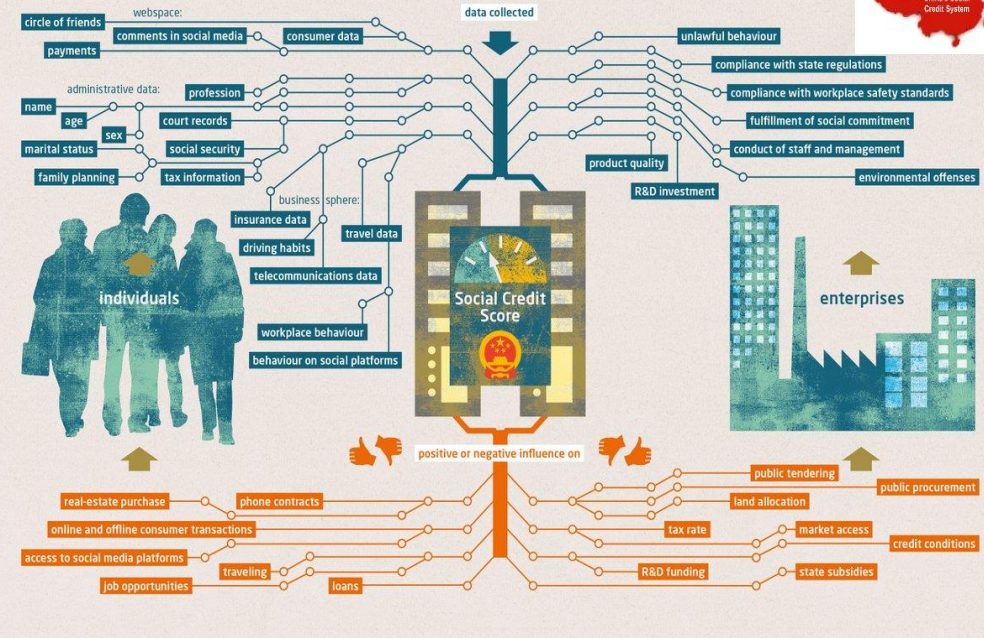 China's Social
Credit System
data collected
webspace:
circle of friends
comments in social media
consumer data
payments
administrative data:
profession
name
age
court records
sex
marital status
social security
family planning
tax information
business sphere:
insurance data
driving habits
travel data
telecommunications data
workplace behaviour
behaviour on social platforms
unlawful behaviour
compliance with state regulations
compliance with workplace safety standards
fulfillment of social commitment
conduct of staff and management
product quality
environmental offenses
R&D investment
individuals
Social Credit
Score
enterprises
positive or negative influence on
real-estate purchase
phone contracts
online and offline consumer transactions
access to social media platforms
traveling
job opportunities
loans
public tendering
public procurement
land allocation
tax rate
market access
credit conditions
R&D funding
state subsidies